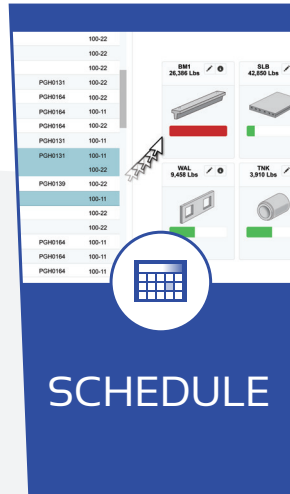 100-22
100-22
100-22
PGH0131 100-22
PGH0164 100-22
PGH0164 100-11
PGH0164 100-22
PGH0131 100-11
PGH0131 100-11
100-22
PGH0139 100-22
100-11
100-22
100-22
PGH0164 100-11
PGH0164 100-11
PGH0164 100-11
BM1
26,386 Lbs
SLB
42,850 Lbs
WAL
9,458 Lbs
TNK
3,910 Lbs
SCHEDULE